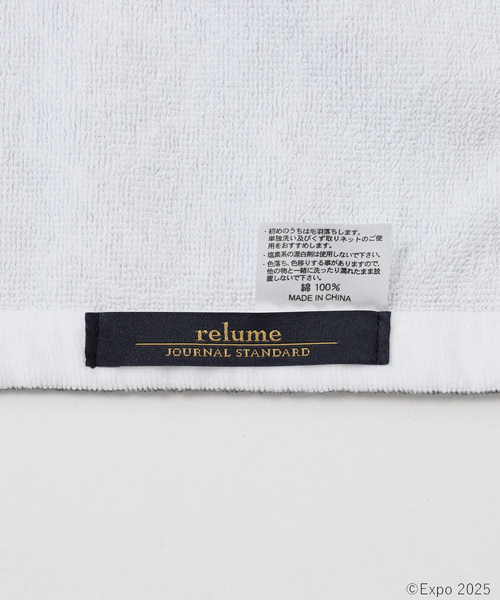 ・初めのうちは毛羽落ちします。
単独洗い及びくず取りネットのご使
用をおすすめします。
・塩素系の漂白剤は使用しないで下さい。
・色落ち、色移りする事がありますので、
他の物と一緒に洗ったり濡れたまま放
置しないで下さい。
綿 100%
MADE IN CHINA
relume
JOURNAL STANDARD
©Expo 2025